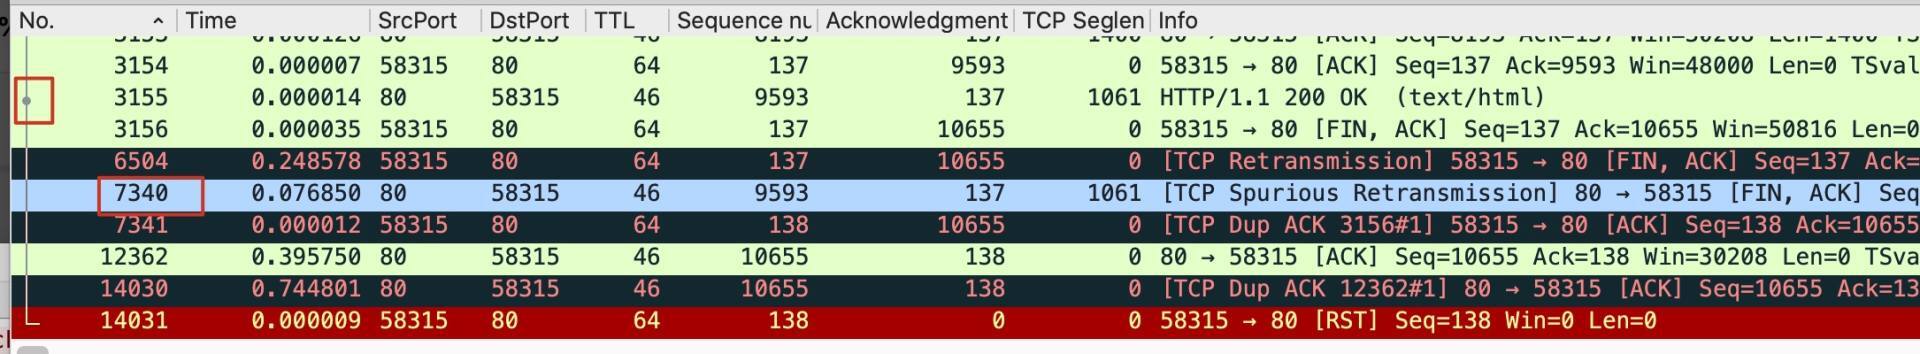 No. Time SrcPort DstPort TTL Sequence nu Acknowledgment TCP Seglen Info
3154 0.000007 58315 80 64 137 9593 0 58315 → 80 [ACK] Seq=137 Ack=9593 Win=48000 Len=0 TSval
3155 0.000014 80 58315 46 9593 137 1061 HTTP/1.1 200 OK (text/html)
3156 0.000035 58315 80 64 137 10655 0 58315 → 80 [FIN, ACK] Seq=137 Ack=10655 Win=50816 Len=0
6504 0.248578 58315 80 64 137 10655 0 [TCP Retransmission] 58315 → 80 [FIN, ACK] Seq=137 Ack=
7340 0.076850 80 58315 46 9593 137 1061 [TCP Spurious Retransmission] 80 → 58315 [FIN, ACK] Seq
7341 0.000012 58315 80 64 138 10655 0 [TCP Dup ACK 3156#1] 58315 → 80 [ACK] Seq=138 Ack=10655
12362 0.395750 80 58315 46 10655 138 0 80 → 58315 [ACK] Seq=10655 Ack=138 Win=30208 Len=0 TSva
14030 0.744801 80 58315 46 10655 138 0 [TCP Dup ACK 12362#1] 80 → 58315 [ACK] Seq=10655 Ack=13
14031 0.000009 58315 80 64 138 0 0 58315 → 80 [RST] Seq=138 Win=0 Len=0